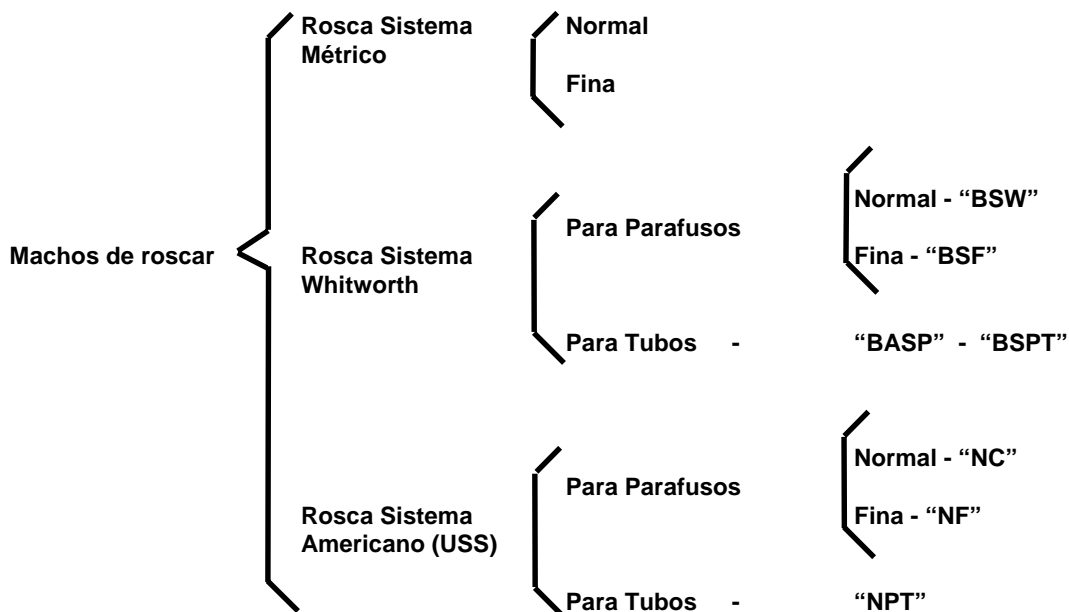 Machos de roscar
Rosca Sistema
Métrico
Normal
Fina
Rosca Sistema
Whitworth
Para Parafusos
Normal - “BSW”
Fina - “BSF”
Para Tubos - “BASP” - “BSPT”
Rosca Sistema
Americano (USS)
Para Parafusos
Normal - “NC”
Fina - “NF”
Para Tubos - “NPT”